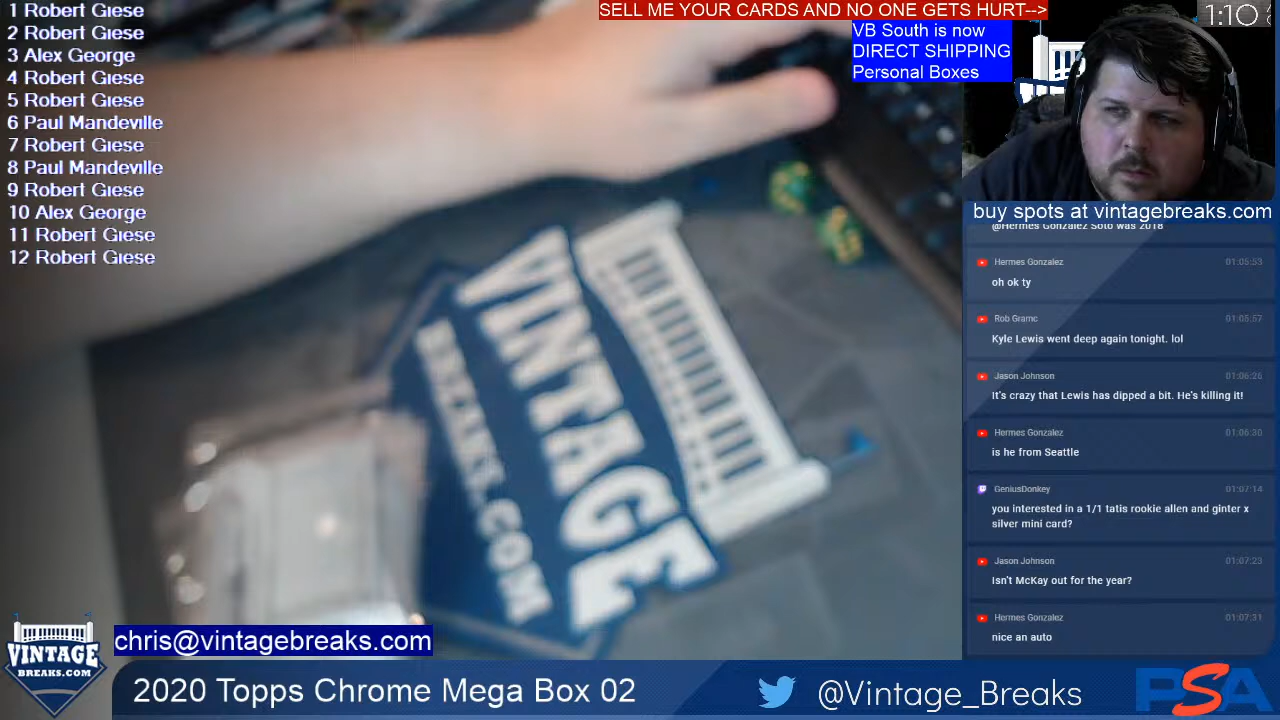 1 Robert Giese
2 Robert Giese
3 Alex George
4 Robert Giese
5 Robert Giese
6 Paul Mandeville
7 Robert Giese
8 Paul Mandeville
9 Robert Giese
10 Alex George
11 Robert Giese
12 Robert Giese
SELL ME YOUR CARDS AND NO ONE GETS HURT-->
VB South is now
DIRECT SHIPPING
Personal Boxes
1:10
buy spots at vintagebreaks.com
@Hermes Gonzalez Soto was 2018
Hermes Gonzalez 01:05:53
oh ok ty
Rob Gramc 01:05:57
Kyle Lewis went deep again tonight. lol
Jason Johnson 01:06:26
It's crazy that Lewis has dipped a bit. He's killing it!
Hermes Gonzalez 01:06:30
is he from Seattle
GeniusDonkey 01:07:14
you interested in a 1/1 tatis rookie allen and ginter x
silver mini card?
Jason Johnson 01:07:23
Isn't McKay out for the year?
Hermes Gonzalez 01:07:31
nice an auto
VINTAGE
BREAKS.COM
chris@vintagebreaks.com
VINTAGE
BREAKS.COM
2020 Topps Chrome Mega Box 02
@Vintage_Breaks
PSA